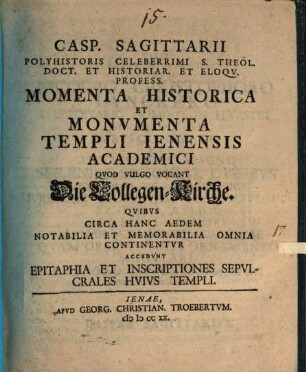 15.
CASP. SAGITTARII
POLYHISTORIS CELEBERRIMI S. THEOL.
DOCT. ET HISTORIAR. ET ELOQV.
PROFESS.
MOMENTA HISTORICA
ET
MONVMENTA
TEMPLI IENENSIS
ACADEMICI
QVOD VULGO VOCANT
Die Collegen-Kirche.
QVIBVS
CIRCA HANC AEDEM
NOTABILIA ET MEMORABILIA OMNIA
CONTINENTVR
ACCEDVNT
EPITAPHIA ET INSCRIPTIONES SEPVL-
CRALES HVIVS TEMPLI.
IENAE,
APVD GEORG. CHRISTIAN. TROEBERTVM.
cIɔ Iɔ CC XX.